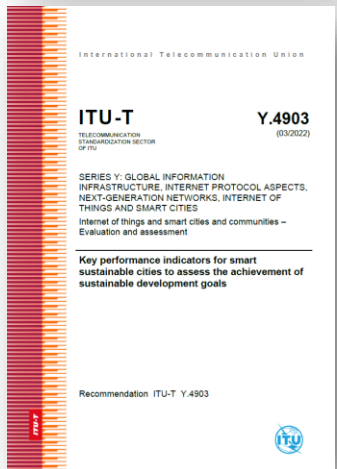 International Telecommunication Union
ITU-T
Y.4903
TELECOMMUNICATION
STANDARDIZATION SECTOR
OF ITU
(03/2022)
SERIES Y: GLOBAL INFORMATION
INFRASTRUCTURE, INTERNET PROTOCOL ASPECTS,
NEXT-GENERATION NETWORKS, INTERNET OF
THINGS AND SMART CITIES
Internet of things and smart cities and communities –
Evaluation and assessment
Key performance indicators for smart
sustainable cities to assess the achievement of
sustainable development goals
Recommendation ITU-T Y.4903
ITU-T
ITU